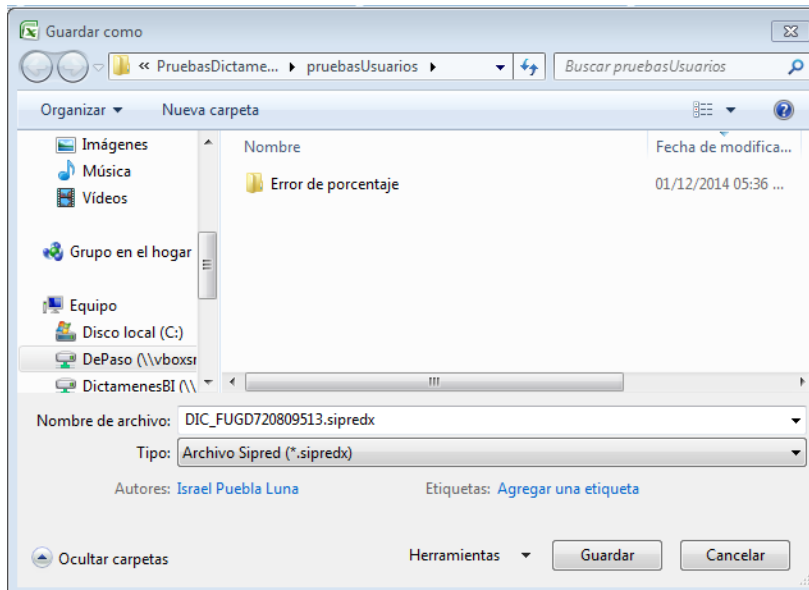 Guardar como
« PruebasDictame... pruebasUsuarios Buscar pruebasUsuarios
Organizar Nueva carpeta
Imágenes
Música
Vídeos
Grupo en el hogar
Equipo
Disco local (C:)
DePaso (\\vboxsr
DictamenesBI (\\
Nombre Fecha de modifica...
Error de porcentaje 01/12/2014 05:36 ...
Nombre de archivo: DIC_FUGD720809513.sipredx
Tipo: Archivo Sipred (*.sipredx)
Autores: Israel Puebla Luna Etiquetas: Agregar una etiqueta
Ocultar carpetas Herramientas Guardar Cancelar